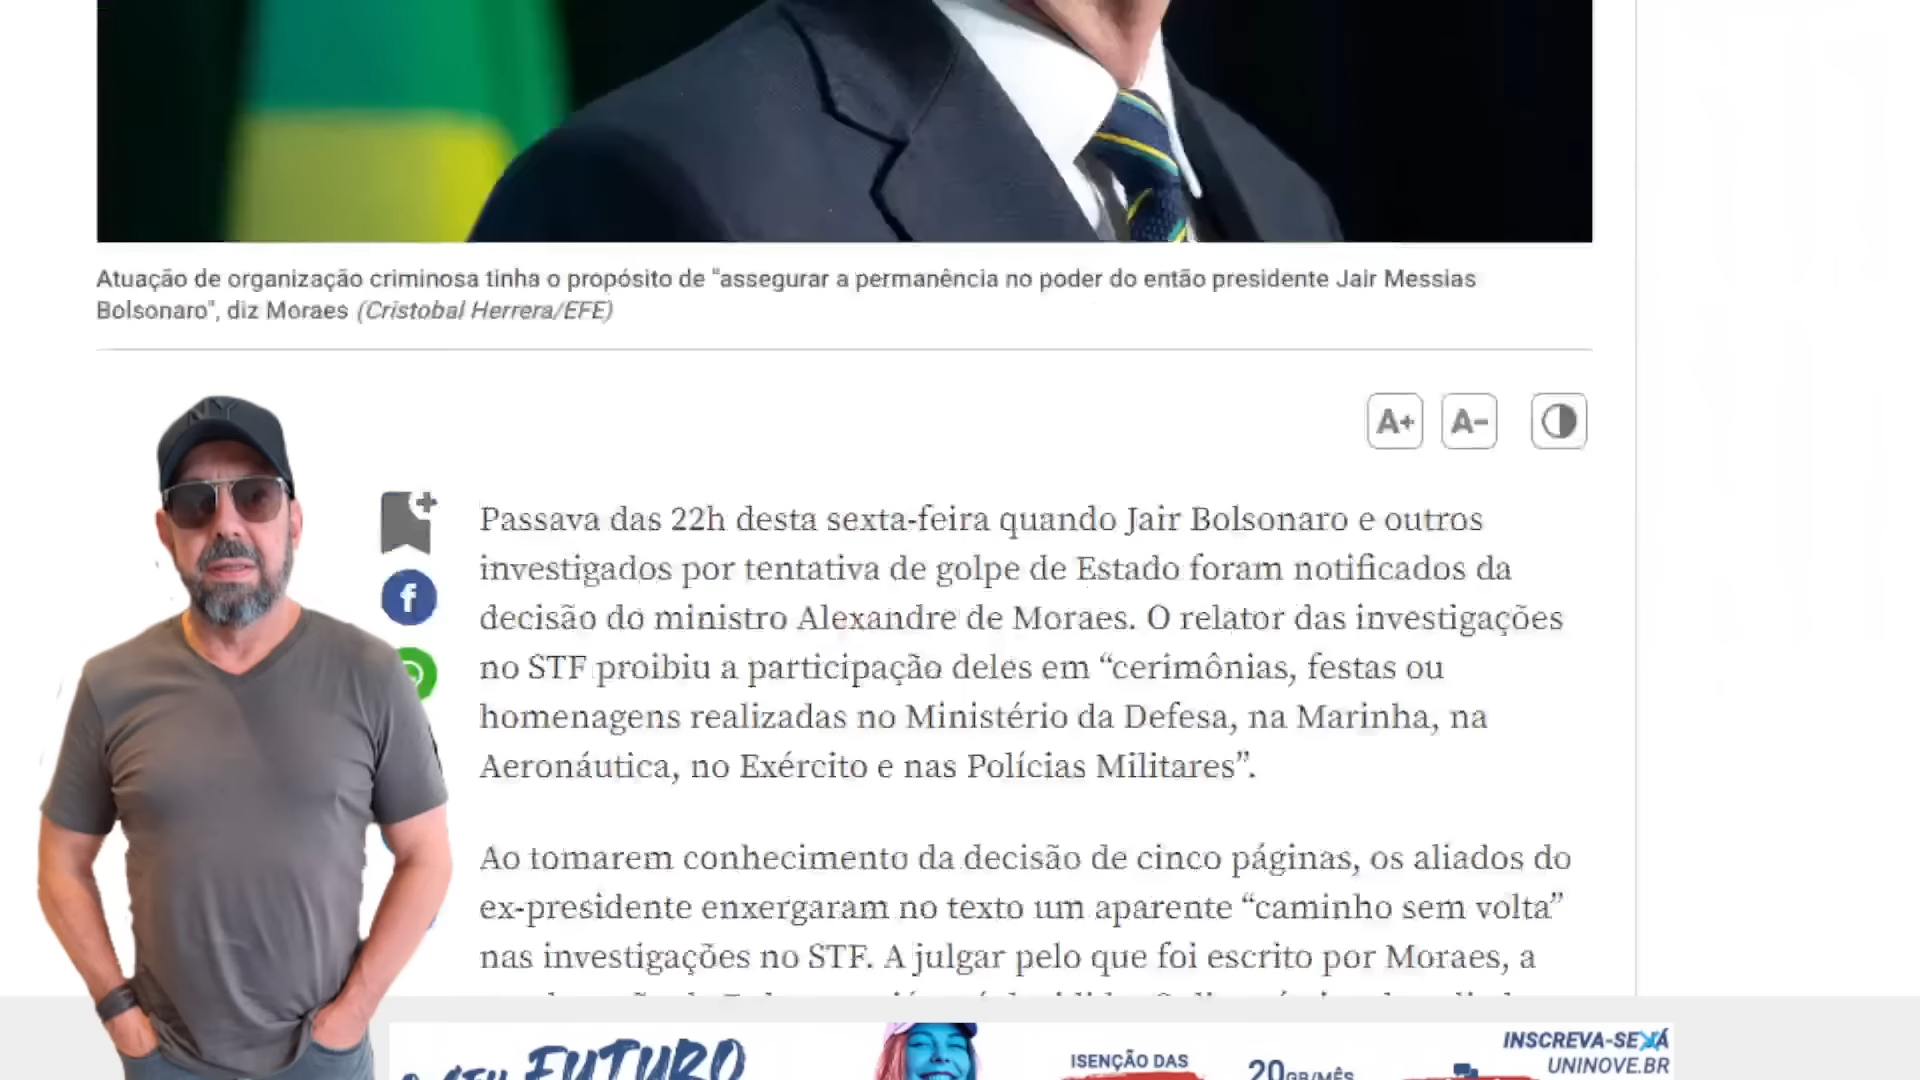 Atuação de organização criminosa tinha o propósito de "assegurar a permanência no poder do então presidente Jair Messias
Bolsonaro", diz Moraes (Cristobal Herrera/EFE)
A+ A-
NY
f
Passava das 22h desta sexta-feira quando Jair Bolsonaro e outros
investigados por tentativa de golpe de Estado foram notificados da
decisão do ministro Alexandre de Moraes. O relator das investigações
no STF proibiu a participação deles em “cerimônias, festas ou
homenagens realizadas no Ministério da Defesa, na Marinha, na
Aeronáutica, no Exército e nas Polícias Militares”.
Ao tomarem conhecimento da decisão de cinco páginas, os aliados do
ex-presidente enxergaram no texto um aparente “caminho sem volta”
nas investigações no STF. A julgar pelo que foi escrito por Moraes, a
FUTURO
ISENÇÃO DAS
20GB/MÊS
INSCREVA-SE JÁ
UNINOVE.BR